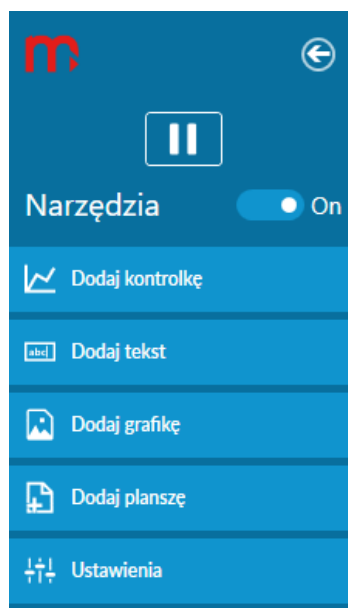 m
Narzędzia On
Dodaj kontrolkę
abc Dodaj tekst
Dodaj grafikę
Dodaj planszę
Ustawienia